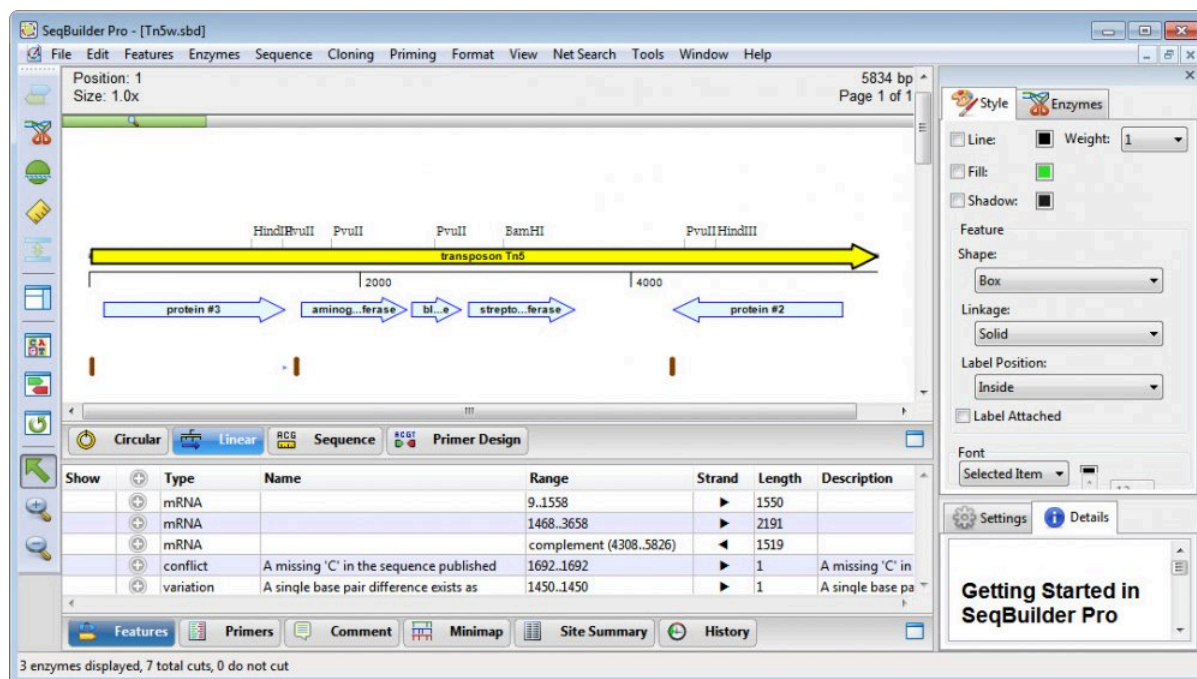 SeqBuilder Pro - [Tn5w.sbd]
File Edit Features Enzymes Sequence Cloning Priming Format View Net Search Tools Window Help
Position: 1
5834 bp
Size: 1.0x
Page 1 of 1
HindIII PvuII PvuII PvuII BamHI PvuII HindIII
transposon Tn5
2000 4000
protein #3 aminog...ferase bl...e strepto...ferase protein #2
Circular Linear Sequence Primer Design
Show Type Name Range Strand Length Description
mRNA 9..1558 1550
mRNA 1468..3658 2191
mRNA complement (4308..5826) 1519
conflict A missing 'C' in the sequence published 1692..1692 1 A missing 'C' in
variation A single base pair difference exists as 1450..1450 1 A single base pa
Features Primers Comment Minimap Site Summary History
3 enzymes displayed, 7 total cuts, 0 do not cut
Style Enzymes
Line: Weight: 1
Fill:
Shadow:
Feature
Shape:
Box
Linkage:
Solid
Label Position:
Inside
Label Attached
Font
Selected Item
Settings Details
Getting Started in
SeqBuilder Pro